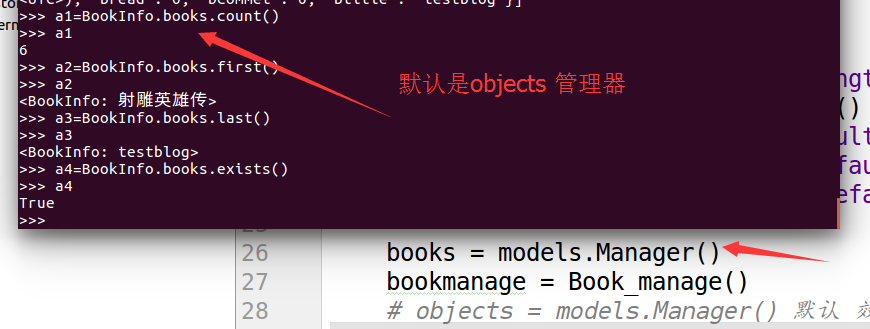 >>> a1=BookInfo.books.count()
>>> a1
6
>>> a2=BookInfo.books.first()
>>> a2
<BookInfo: 射雕英雄传>
>>> a3=BookInfo.books.last()
>>> a3
<BookInfo: testblog>
>>> a4=BookInfo.books.exists()
>>> a4
True
>>>
默认是objects 管理器
26 books = models.Manager()
27 bookmanage = Book_manage()
28 # objects = models.Manager() 默认